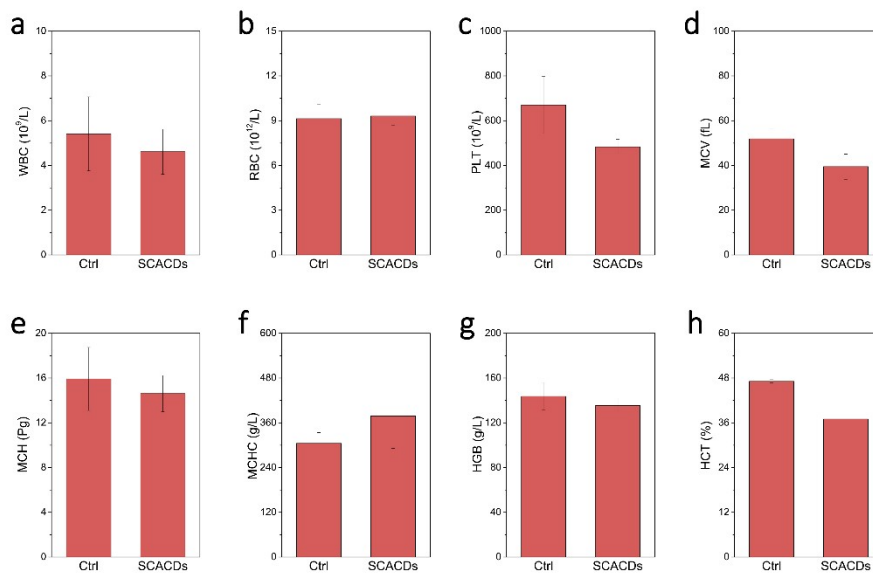 a
10
8
6
4
2
0
WBC (10⁹/L)
Ctrl SCACDs
b
15
12
9
6
3
0
RBC (10¹²/L)
Ctrl SCACDs
c
1000
800
600
400
200
0
PLT (10⁹/L)
Ctrl SCACDs
d
80
60
40
20
0
MCV (fL)
Ctrl SCACDs
e
20
16
12
8
4
0
MCH (Pg)
Ctrl SCACDs
f
600
480
360
240
120
0
MCHC (g/L)
Ctrl SCACDs
g
200
160
120
80
40
0
HGB (g/L)
Ctrl SCACDs
h
60
48
36
24
12
0
HCT (%)
Ctrl SCACDs